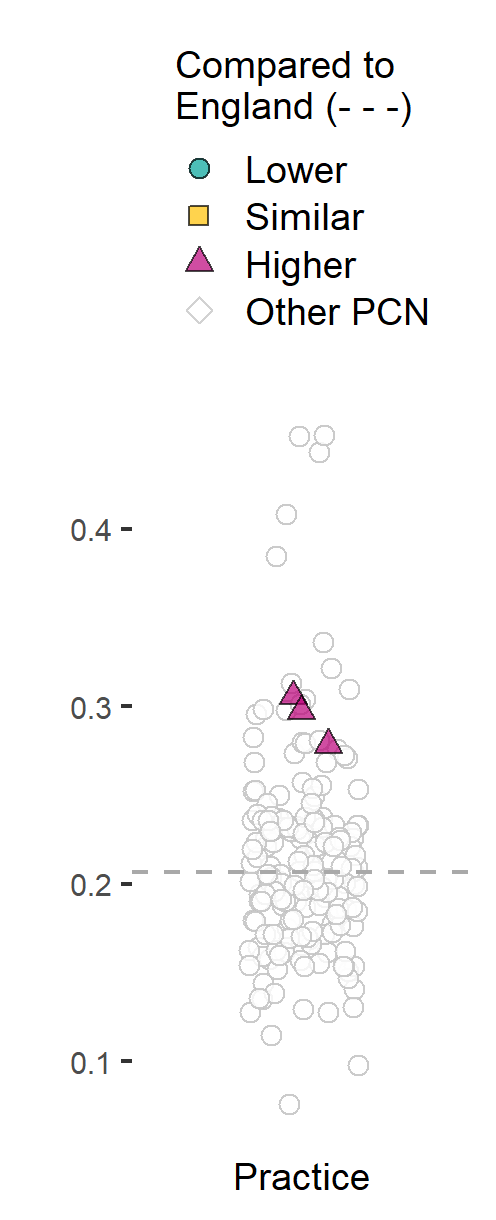 Compared to
England (- - -)
Lower
Similar
Higher
Other PCN
0.4
0.3
0.2
0.1
Practice